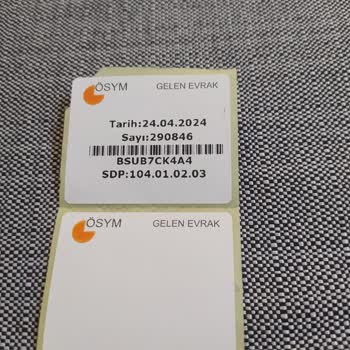 ÖSYM GELEN EVRAK
Tarih:24.04.2024
Sayı:290846
BSUB7CK4A4
SDP:104.01.02.03
ÖSYM GELEN EVRAK